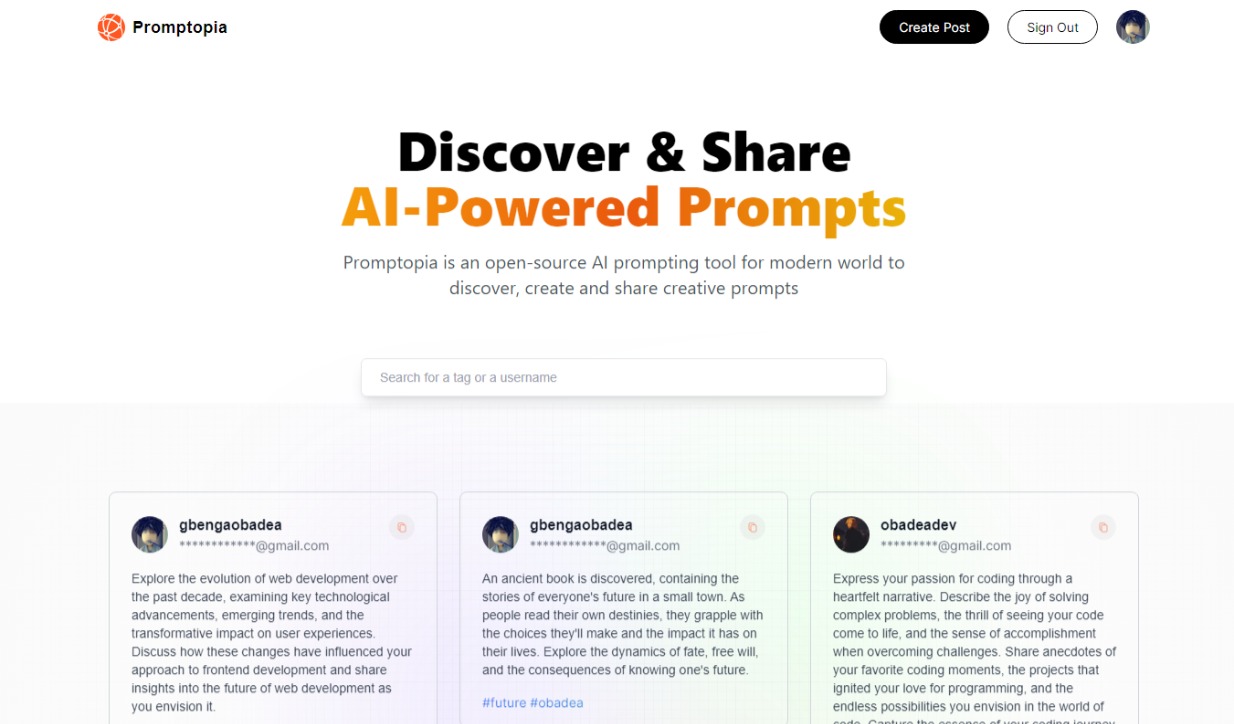 Promptopia
Create Post
Sign Out
Discover & Share
AI-Powered Prompts
Promptopia is an open-source AI prompting tool for modern world to
discover, create and share creative prompts
Search for a tag or a username
gbengaobadea
************@gmail.com
Explore the evolution of web development over
the past decade, examining key technological
advancements, emerging trends, and the
transformative impact on user experiences.
Discuss how these changes have influenced your
approach to frontend development and share
insights into the future of web development as
you envision it.
gbengaobadea
************@gmail.com
An ancient book is discovered, containing the
stories of everyone's future in a small town. As
people read their own destinies, they grapple with
the choices they'll make and the impact it has on
their lives. Explore the dynamics of fate, free will,
and the consequences of knowing one's future.
#future #obadea
obadeadev
*********@gmail.com
Express your passion for coding through a
heartfelt narrative. Describe the joy of solving
complex problems, the thrill of seeing your code
come to life, and the sense of accomplishment
when overcoming challenges. Share anecdotes of
your favorite coding moments, the projects that
ignited your love for programming, and the
endless possibilities you envision in the world of
code. Capture the essence of your coding journey